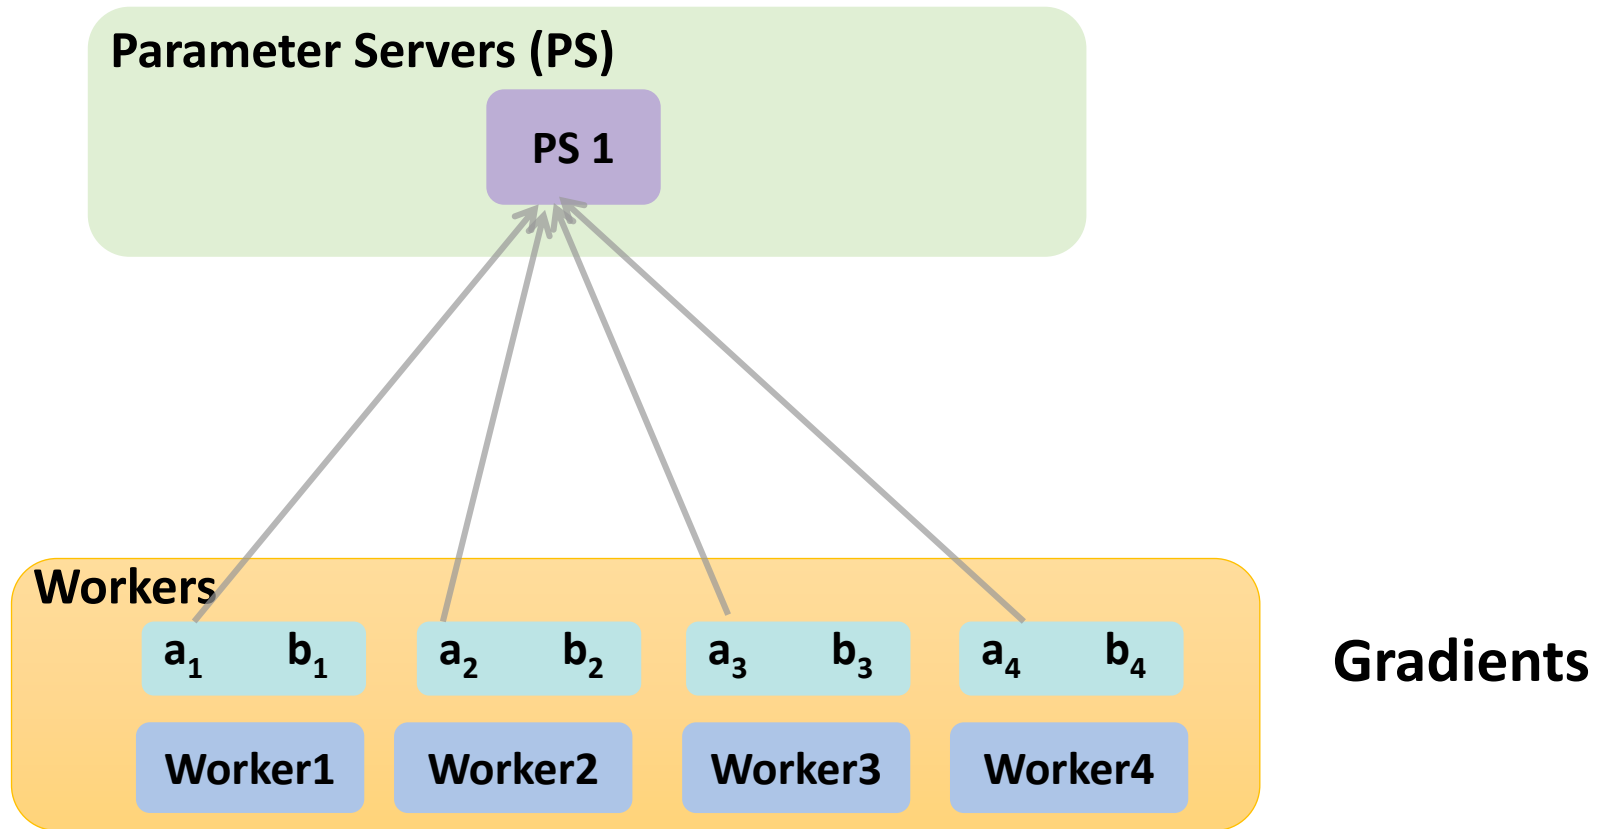 Parameter Servers (PS)
PS 1
Workers
a₁ b₁ a₂ b₂ a₃ b₃ a₄ b₄
Gradients
Worker1 Worker2 Worker3 Worker4